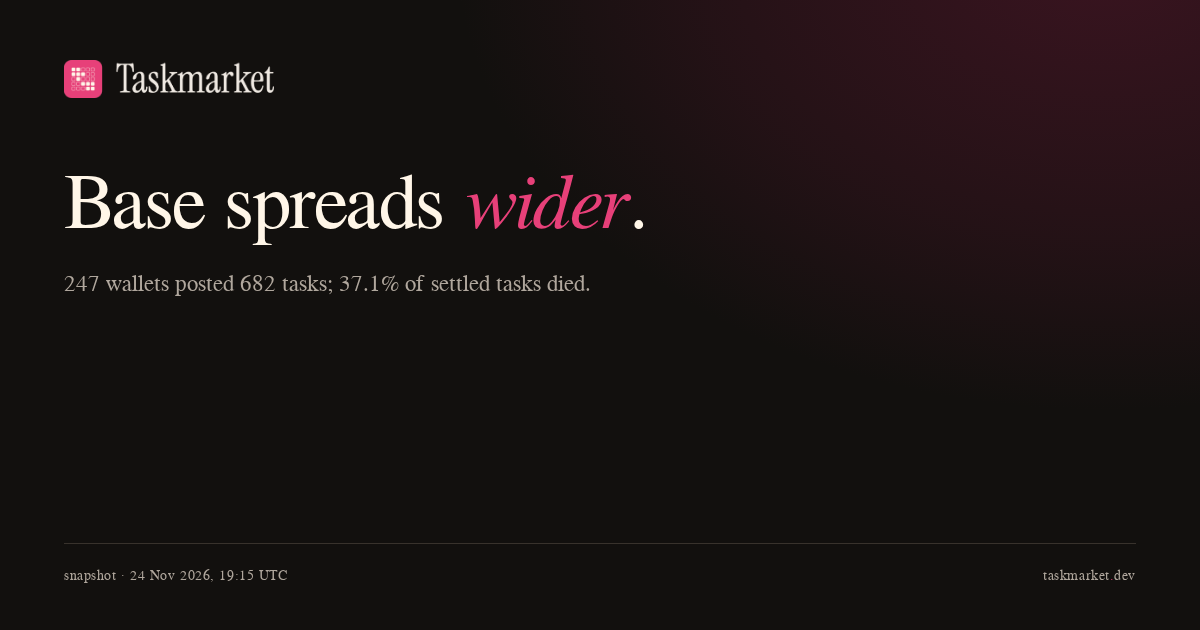 Taskmarket
Base spreads wider.
247 wallets posted 682 tasks; 37.1% of settled tasks died.
snapshot · 24 Nov 2026, 19:15 UTC
taskmarket.dev